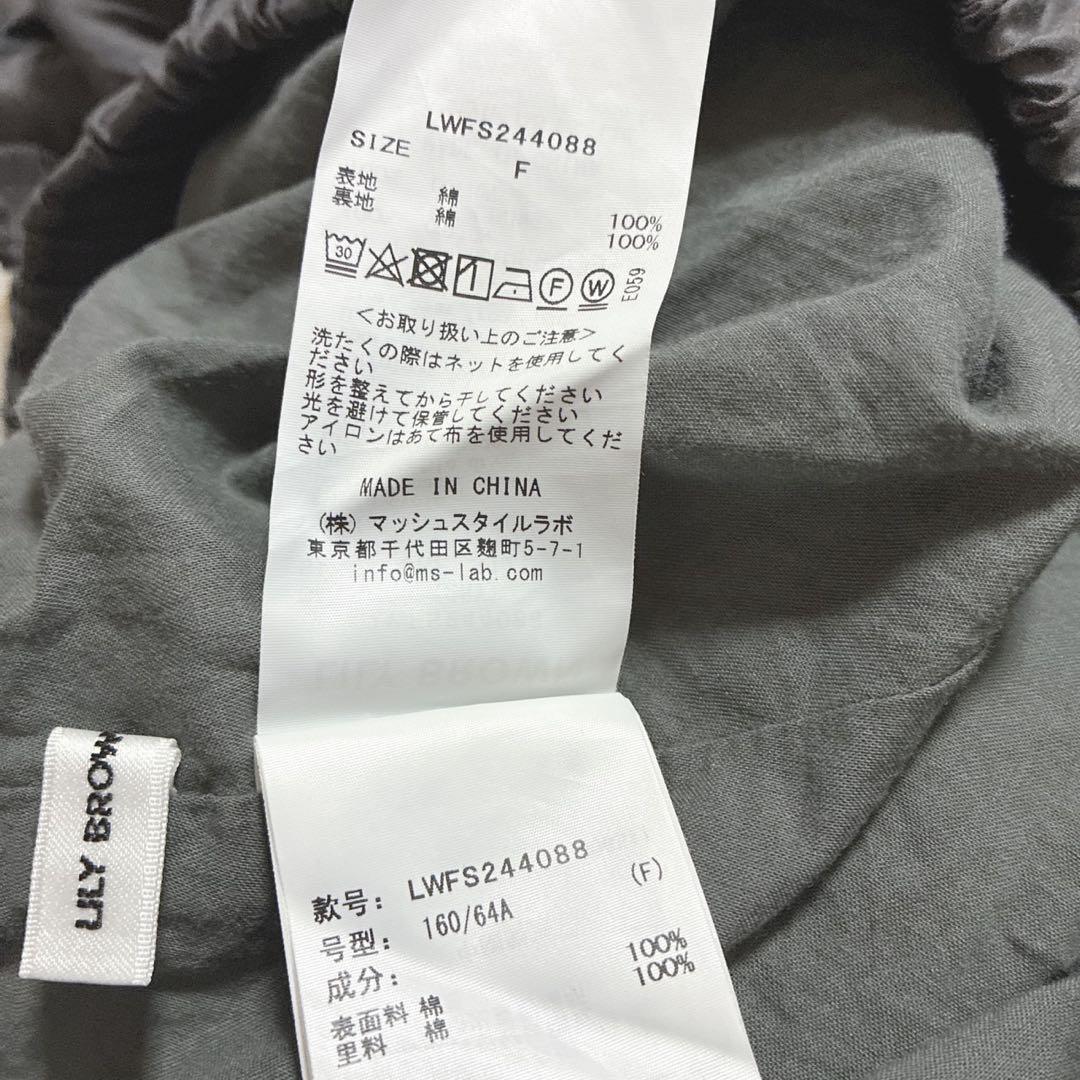 LWFS244088
SIZE F
表地 綿 100%
裏地 綿 100%
30 F W E059
<お取り扱い上のご注意>
洗たくの際はネットを使用してく
ださい
形を整えてから干してください
光を避けて保管してください
アイロンはあて布を使用してくだ
さい
MADE IN CHINA
(株)マッシュスタイルラボ
東京都千代田区麹町5-7-1
info@ms-lab.com
LILY BROWN
款号: LWFS244088
号型: 160/64A (F)
成分:
表面料 棉 100%
里料 棉 100%